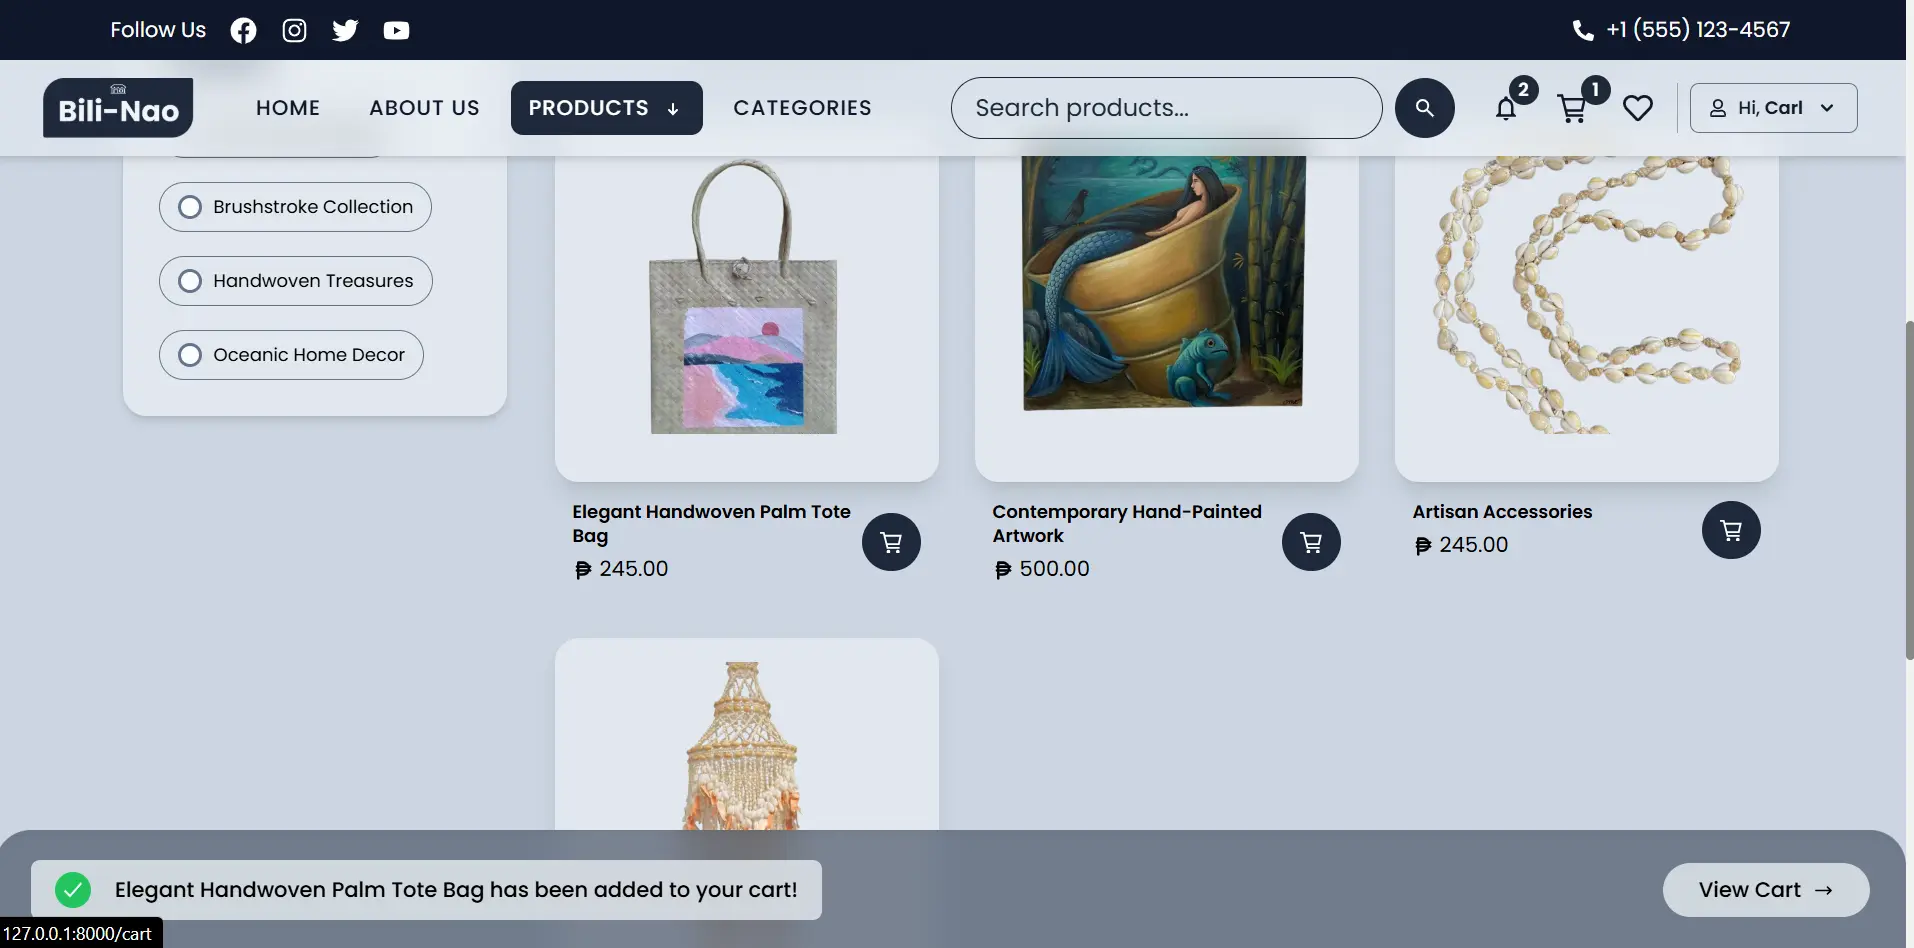 Follow Us
+1 (555) 123-4567
Bili-Nao
HOME
ABOUT US
PRODUCTS ↓
CATEGORIES
Search products...
2
1
Hi, Carl
Brushstroke Collection
Handwoven Treasures
Oceanic Home Decor
Elegant Handwoven Palm Tote
Bag
₱ 245.00
Contemporary Hand-Painted
Artwork
₱ 500.00
Artisan Accessories
₱ 245.00
Elegant Handwoven Palm Tote Bag has been added to your cart!
View Cart →
127.0.0.1:8000/cart